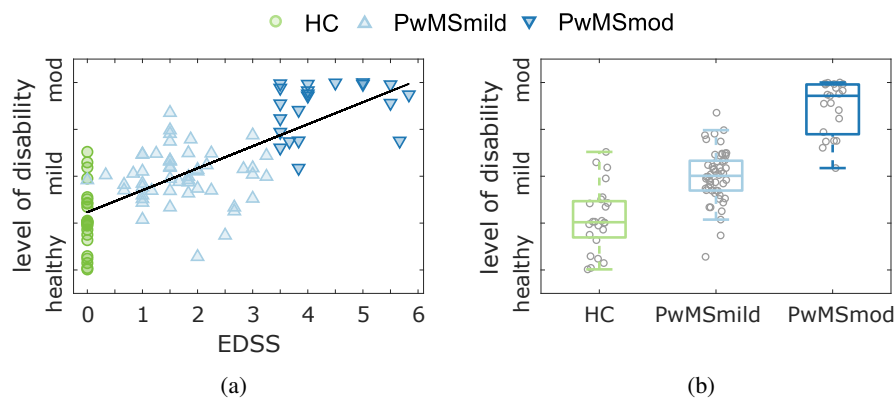 HC PwMSmild PwMSmod
level of disability
mod
mild
healthy
0 1 2 3 4 5 6
EDSS
(a)
level of disability
mod
mild
healthy
HC PwMSmild PwMSmod
(b)